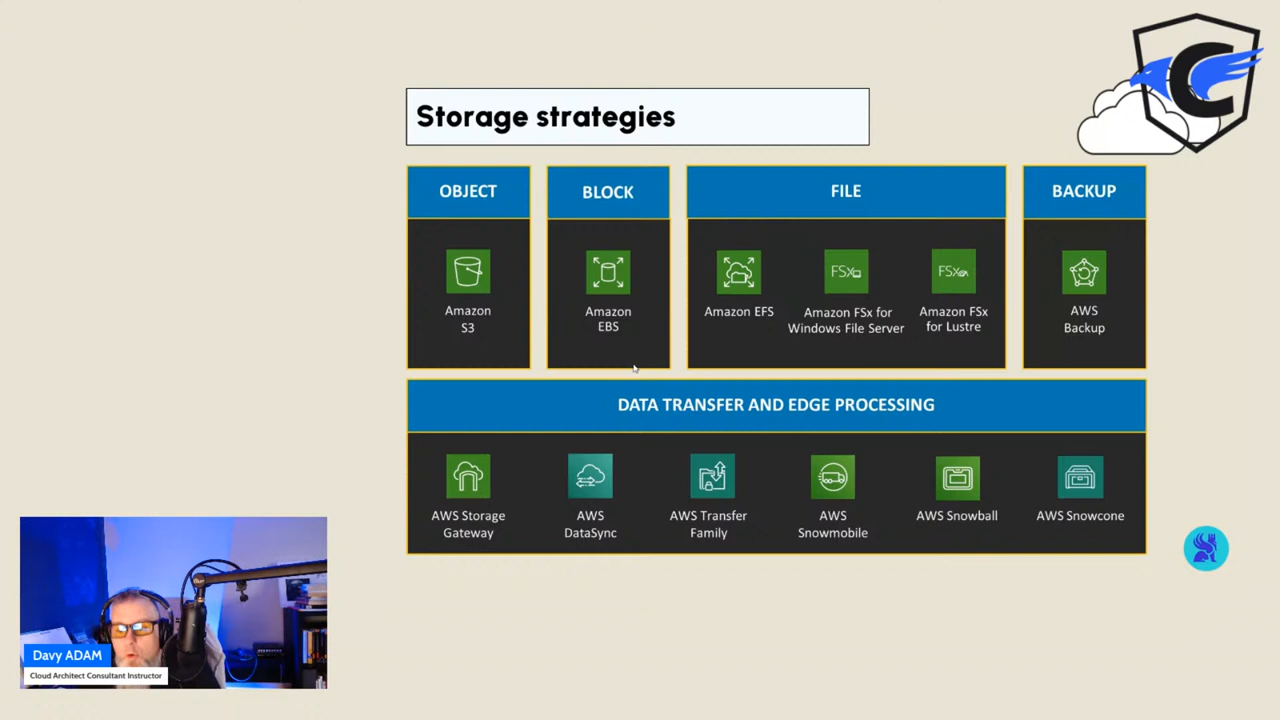 Storage strategies
OBJECT
BLOCK
FILE
BACKUP
Amazon
S3
Amazon
EBS
Amazon EFS
FSx
Amazon FSx for
Windows File Server
FSx
Amazon FSx
for Lustre
AWS
Backup
DATA TRANSFER AND EDGE PROCESSING
AWS Storage
Gateway
AWS
DataSync
AWS Transfer
Family
AWS
Snowmobile
AWS Snowball
AWS Snowcone
Davy ADAM
Cloud Architect Consultant Instructor
C